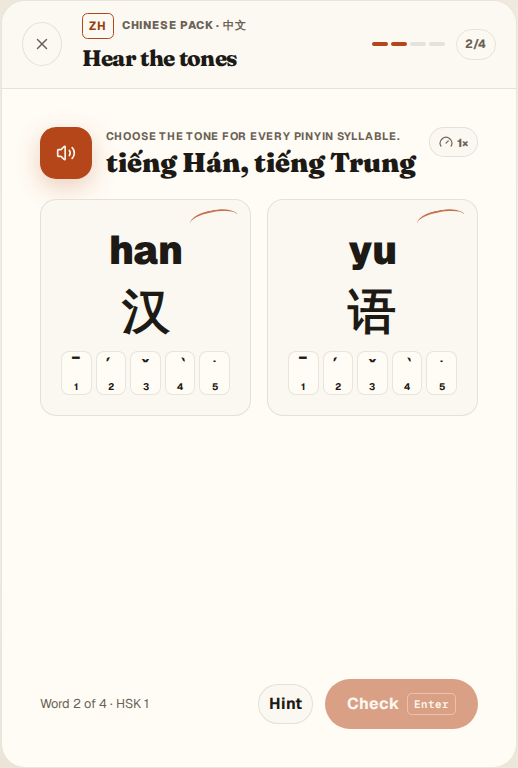 ZH CHINESE PACK · 中文
Hear the tones
2/4
CHOOSE THE TONE FOR EVERY PINYIN SYLLABLE.
tiếng Hán, tiếng Trung
1×
han
汉
ˉ ˊ ˇ ˋ ·
1 2 3 4 5
yu
语
ˉ ˊ ˇ ˋ ·
1 2 3 4 5
Word 2 of 4 · HSK 1
Hint
Check Enter